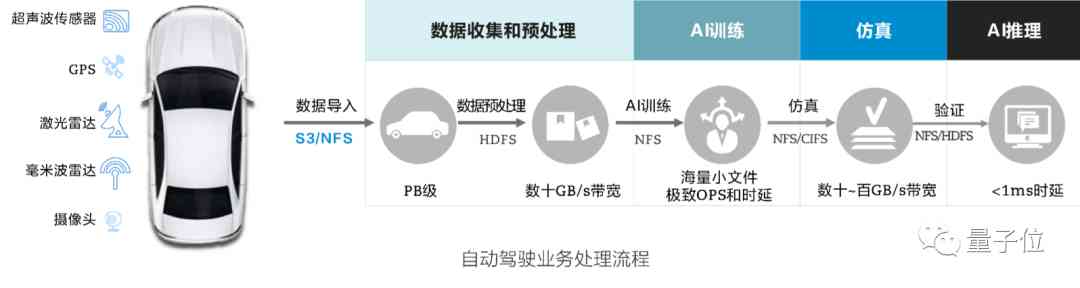 超声波传感器
GPS
激光雷达
毫米波雷达
摄像头
数据导入
S3/NFS
数据收集和预处理
AI训练
仿真
AI推理
数据预处理
HDFS
AI训练
NFS
仿真
NFS/CIFS
验证
NFS/HDFS
PB级
数十GB/s带宽
海量小文件
极致OPS和时延
数十~百GB/s带宽
<1ms时延
自动驾驶业务处理流程
量子位